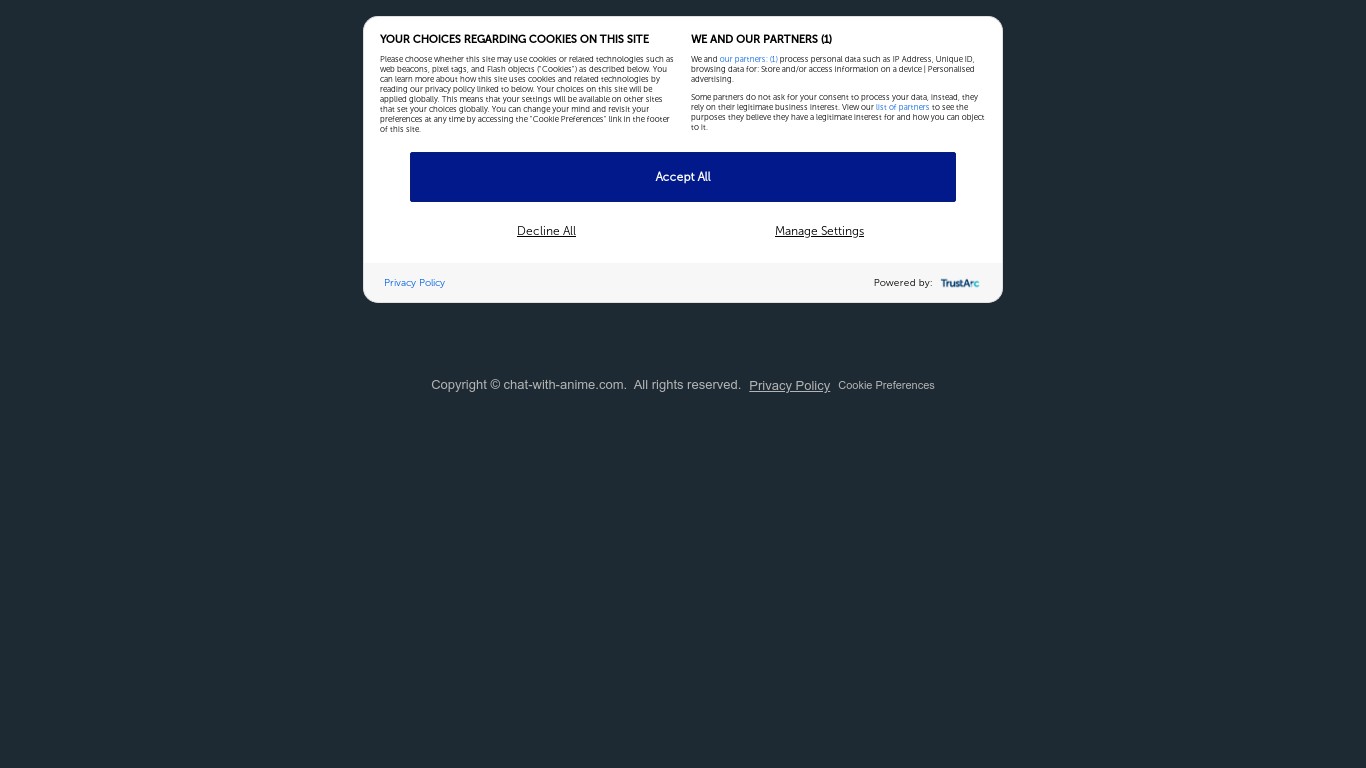 YOUR CHOICES REGARDING COOKIES ON THIS SITE
Please choose whether this site may use cookies or related technologies such as
web beacons, pixel tags, and Flash objects ("Cookies") as described below. You
can learn more about how this site uses cookies and related technologies by
reading our privacy policy linked to below. Your choices on this site will be
applied globally. This means that your settings will be available on other sites
that set your choices globally. You can change your mind and revisit your
preferences at any time by accessing the "Cookie Preferences" link in the footer
of this site.
WE AND OUR PARTNERS (1)
We and our partners: (1) process personal data such as IP Address, Unique ID,
browsing data for: Store and/or access information on a device | Personalised
advertising.
Some partners do not ask for your consent to process your data, instead, they
rely on their legitimate business interest. View our list of partners to see the
purposes they believe they have a legitimate interest for and how you can object
to it.
Accept All
Decline All
Manage Settings
Privacy Policy
Powered by: TrustArc
Copyright © chat-with-anime.com. All rights reserved. Privacy Policy Cookie Preferences